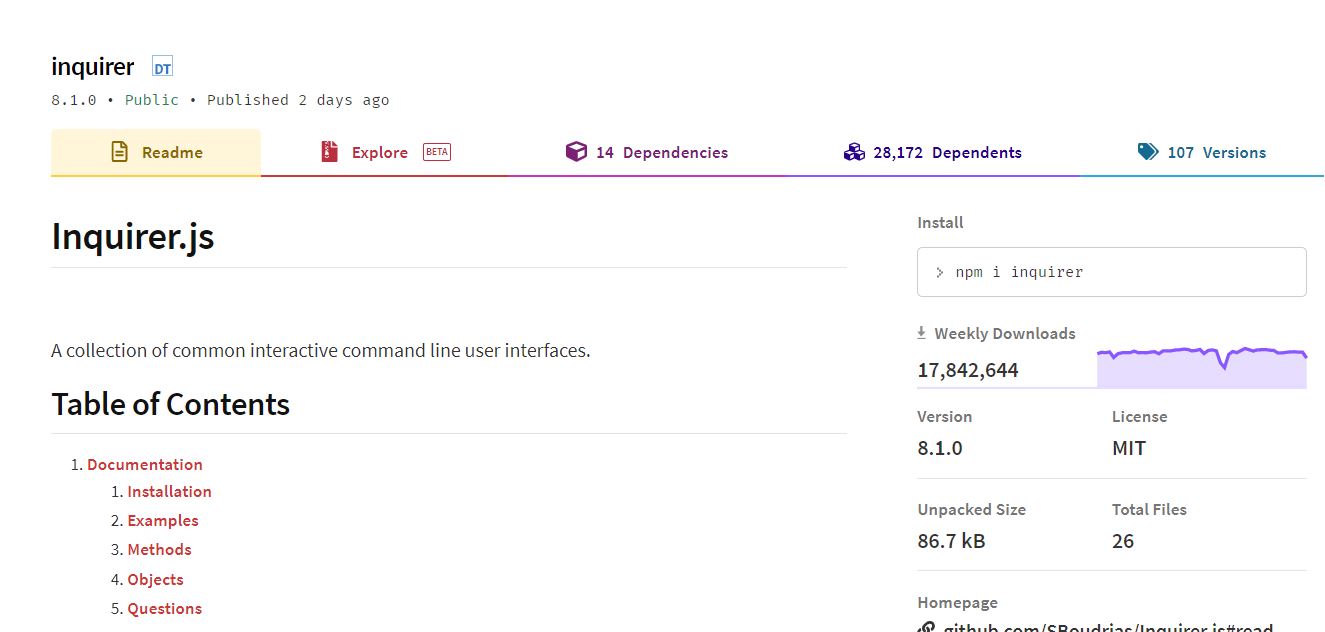 inquirer DT
8.1.0 • Public • Published 2 days ago
Readme
Explore BETA
14 Dependencies
28,172 Dependents
107 Versions
Inquirer.js
A collection of common interactive command line user interfaces.
Table of Contents
1. Documentation
1. Installation
2. Examples
3. Methods
4. Objects
5. Questions
Install
> npm i inquirer
Weekly Downloads
17,842,644
Version
8.1.0
License
MIT
Unpacked Size
86.7 kB
Total Files
26
Homepage
github.com/SBoudrias/Inquirer.js#read...